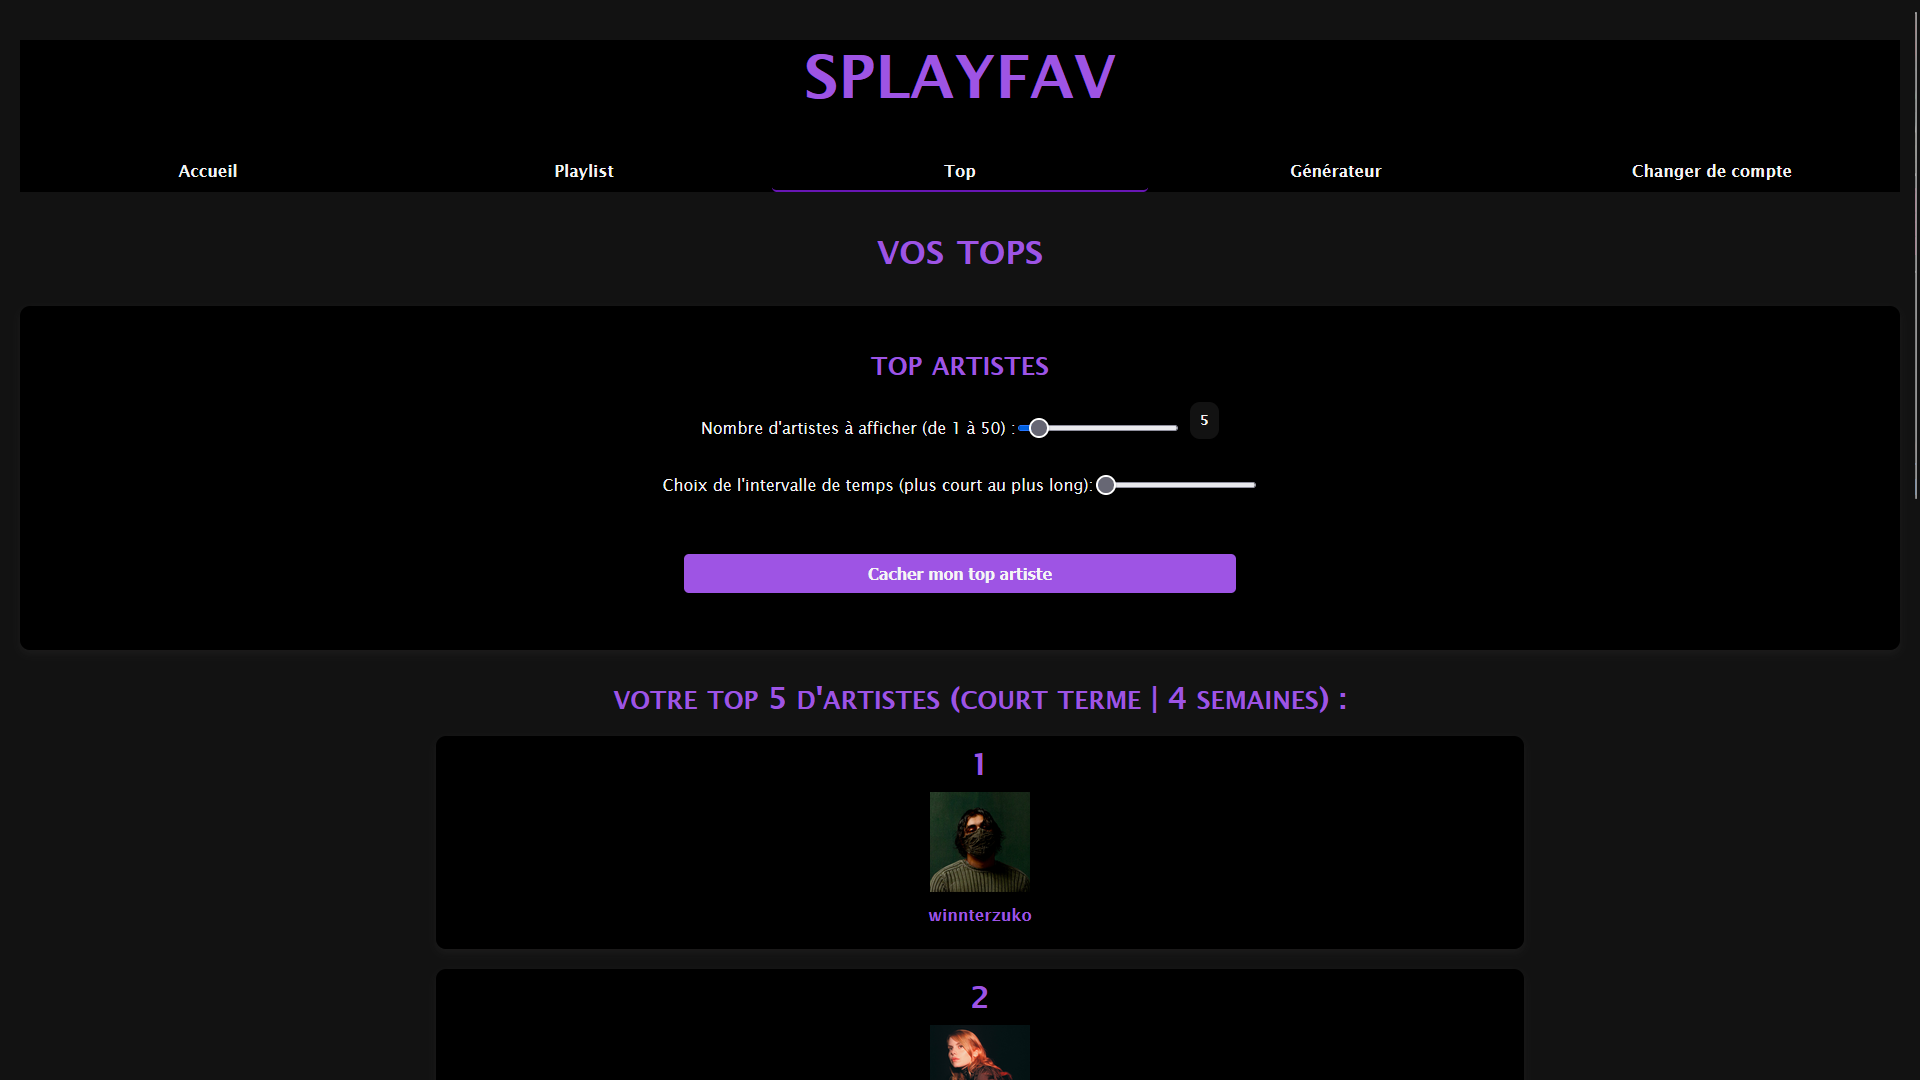 SPLAYFAV
Accueil Playlist Top Générateur Changer de compte
VOS TOPS
TOP ARTISTES
Nombre d'artistes à afficher (de 1 à 50) : 5
Choix de l'intervalle de temps (plus court au plus long):
Cacher mon top artiste
VOTRE TOP 5 D'ARTISTES (COURT TERME | 4 SEMAINES) :
1
winnterzuko
2